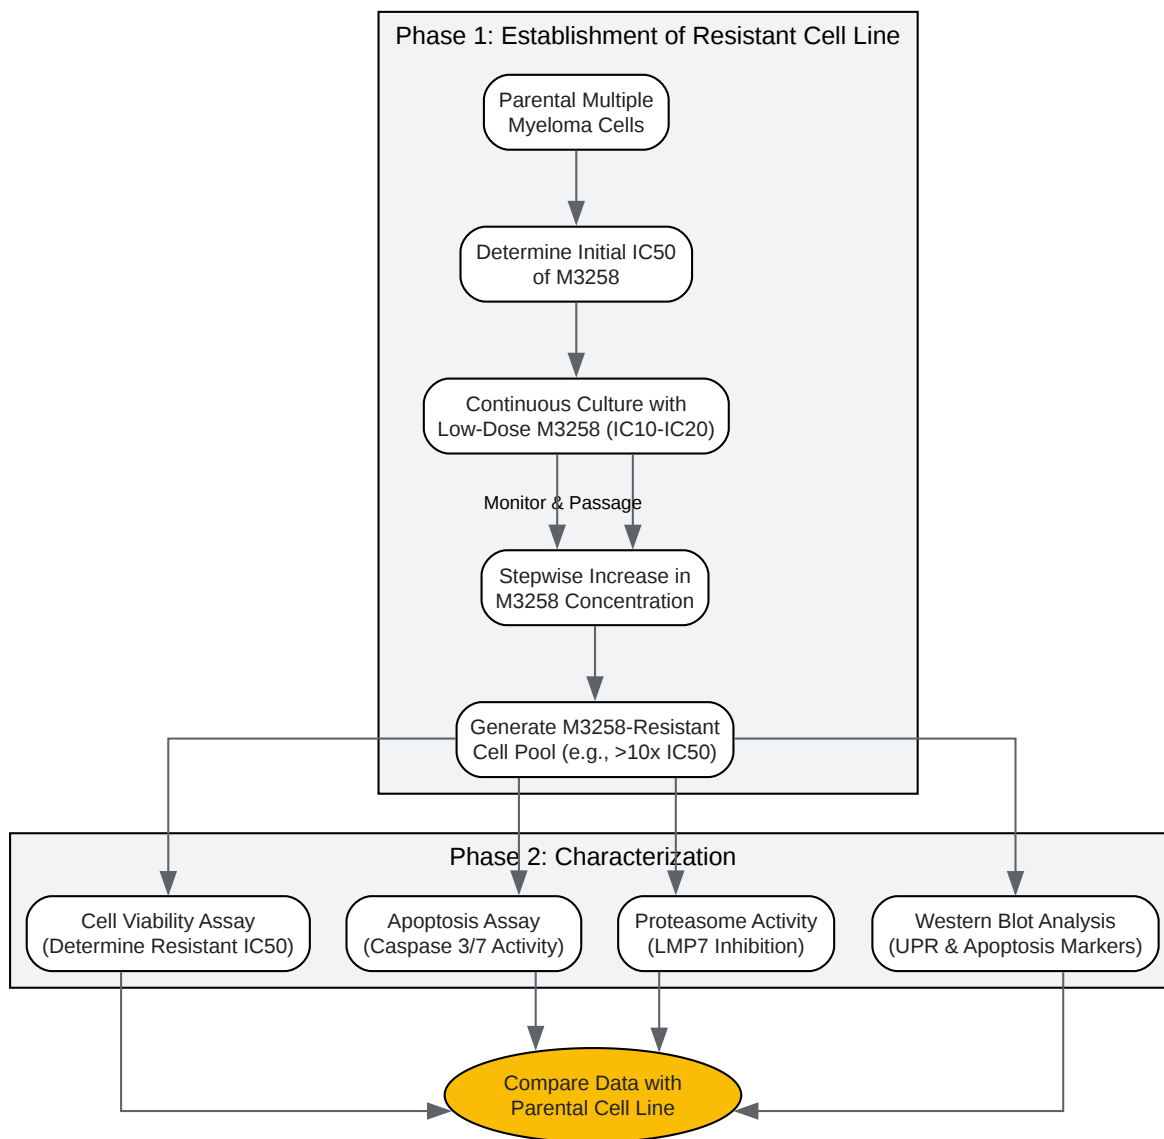 Phase 1: Establishment of Resistant Cell Line
Parental Multiple
Myeloma Cells
Determine Initial IC50
of M3258
Continuous Culture with
Low-Dose M3258 (IC10-IC20)
Monitor & Passage
Stepwise Increase in
M3258 Concentration
Generate M3258-Resistant
Cell Pool (e.g., >10x IC50)
Phase 2: Characterization
Cell Viability Assay
(Determine Resistant IC50)
Apoptosis Assay
(Caspase 3/7 Activity)
Proteasome Activity
(LMP7 Inhibition)
Western Blot Analysis
(UPR & Apoptosis Markers)
Compare Data with
Parental Cell Line